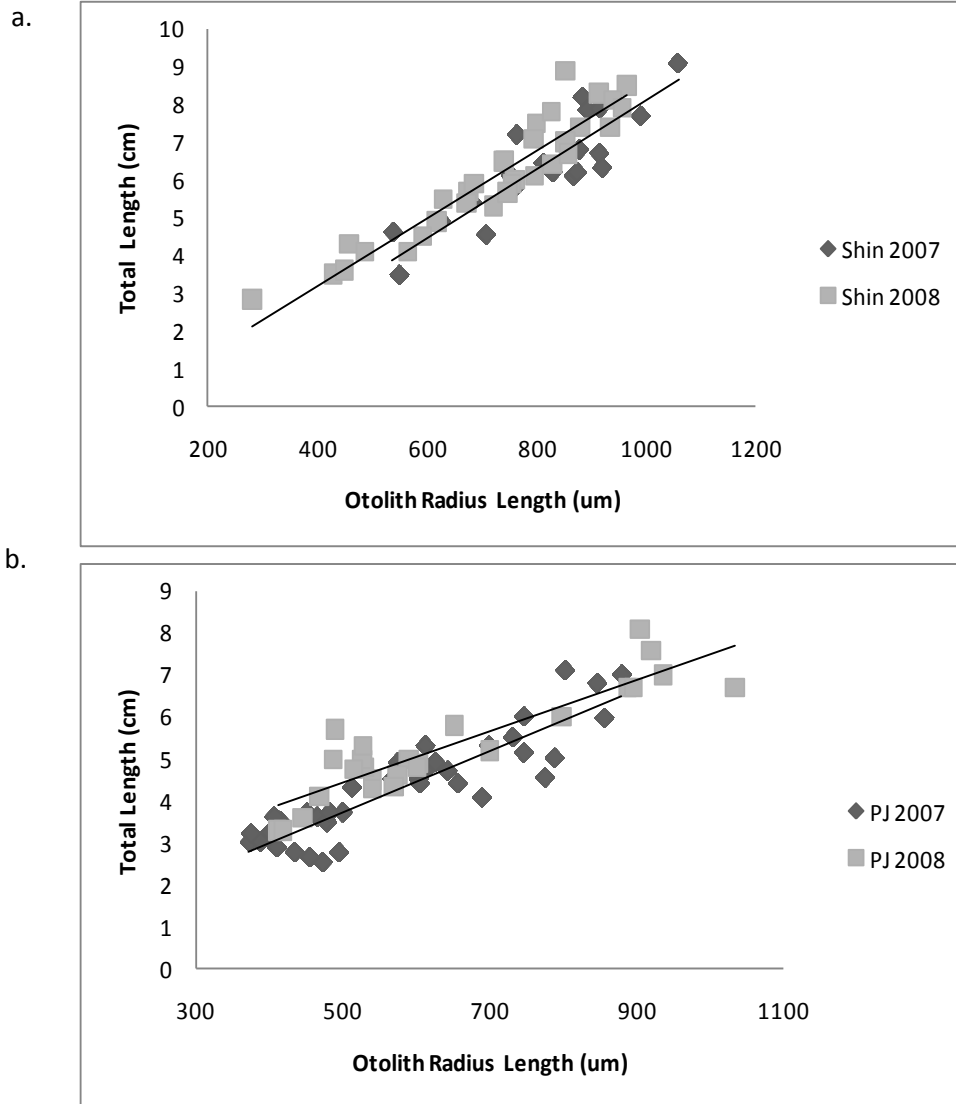 a.
10
9
8
7
6
5
4
3
2
1
0
Total Length (cm)
200 400 600 800 1000 1200
Otolith Radius Length (um)
Shin 2007
Shin 2008
b.
9
8
7
6
5
4
3
2
1
0
Total Length (cm)
300 500 700 900 1100
Otolith Radius Length (um)
PJ 2007
PJ 2008